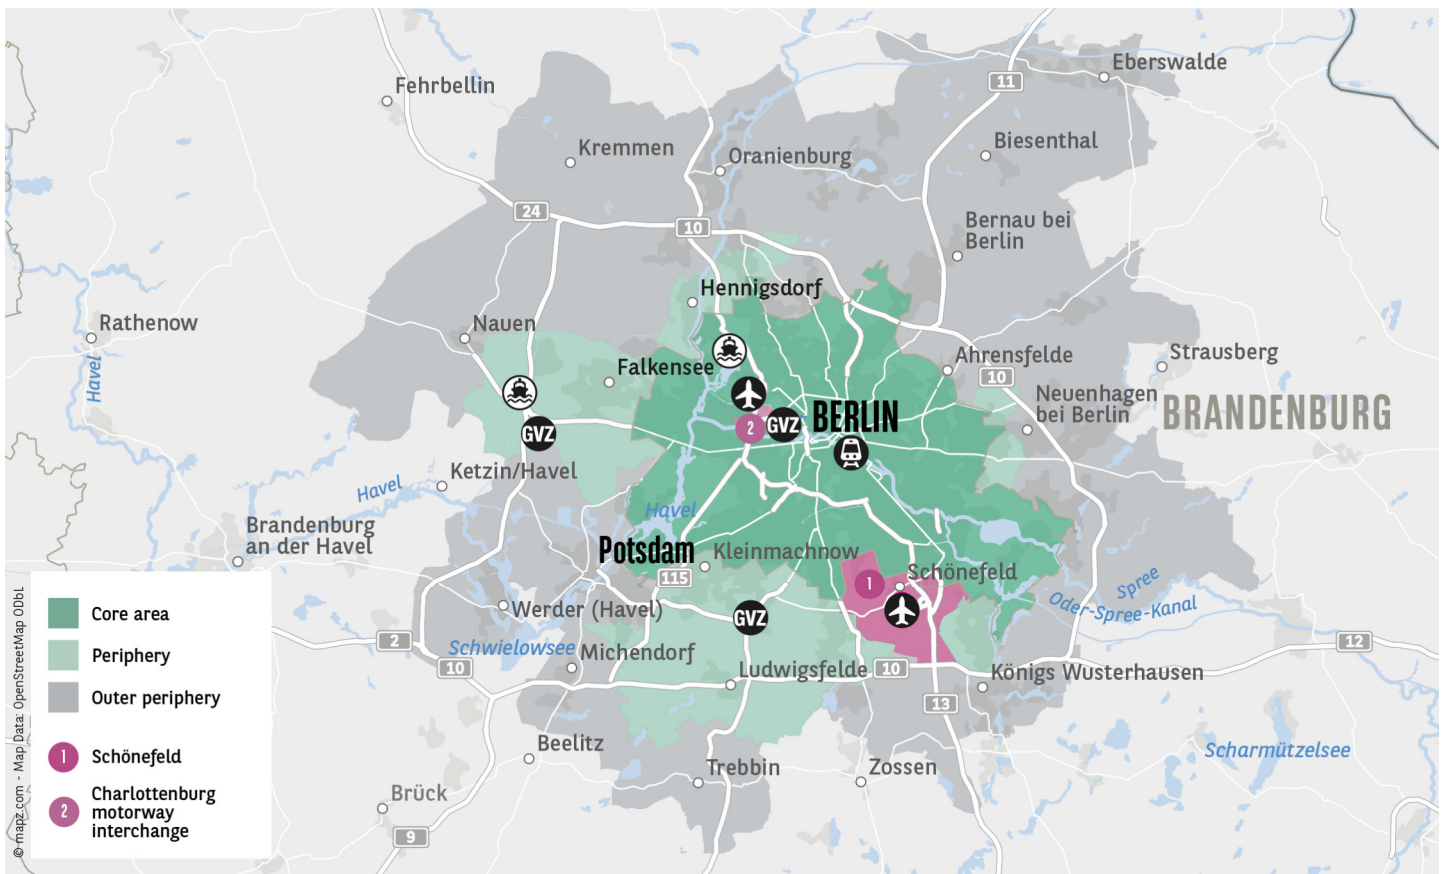 Fehrbellin
Eberswalde
11
Kremmen
Oranienburg
Biesenthal
24
10
Bernau bei
Berlin
Hennigsdorf
Rathenow
Nauen
Havel
Falkensee
Ahrensfelde
10
Strausberg
Neuenhagen
bei Berlin
BRANDENBURG
2
GVZ
BERLIN
GVZ
Ketzin/Havel
Havel
Havel
Brandenburg
an der Havel
Potsdam
Kleinmachnow
115
1
Schönefeld
Spree
Oder-Spree-Kanal
Werder (Havel)
GVZ
2
Schwielowsee
10
Michendorf
Ludwigsfelde
10
Königs Wusterhausen
12
13
Beelitz
Trebbin
Zossen
Scharmützelsee
Brück
9
Core area
Periphery
Outer periphery
1
Schönefeld
2
Charlottenburg
motorway
interchange
© mapz.com - Map Data: OpenStreetMap ODbL